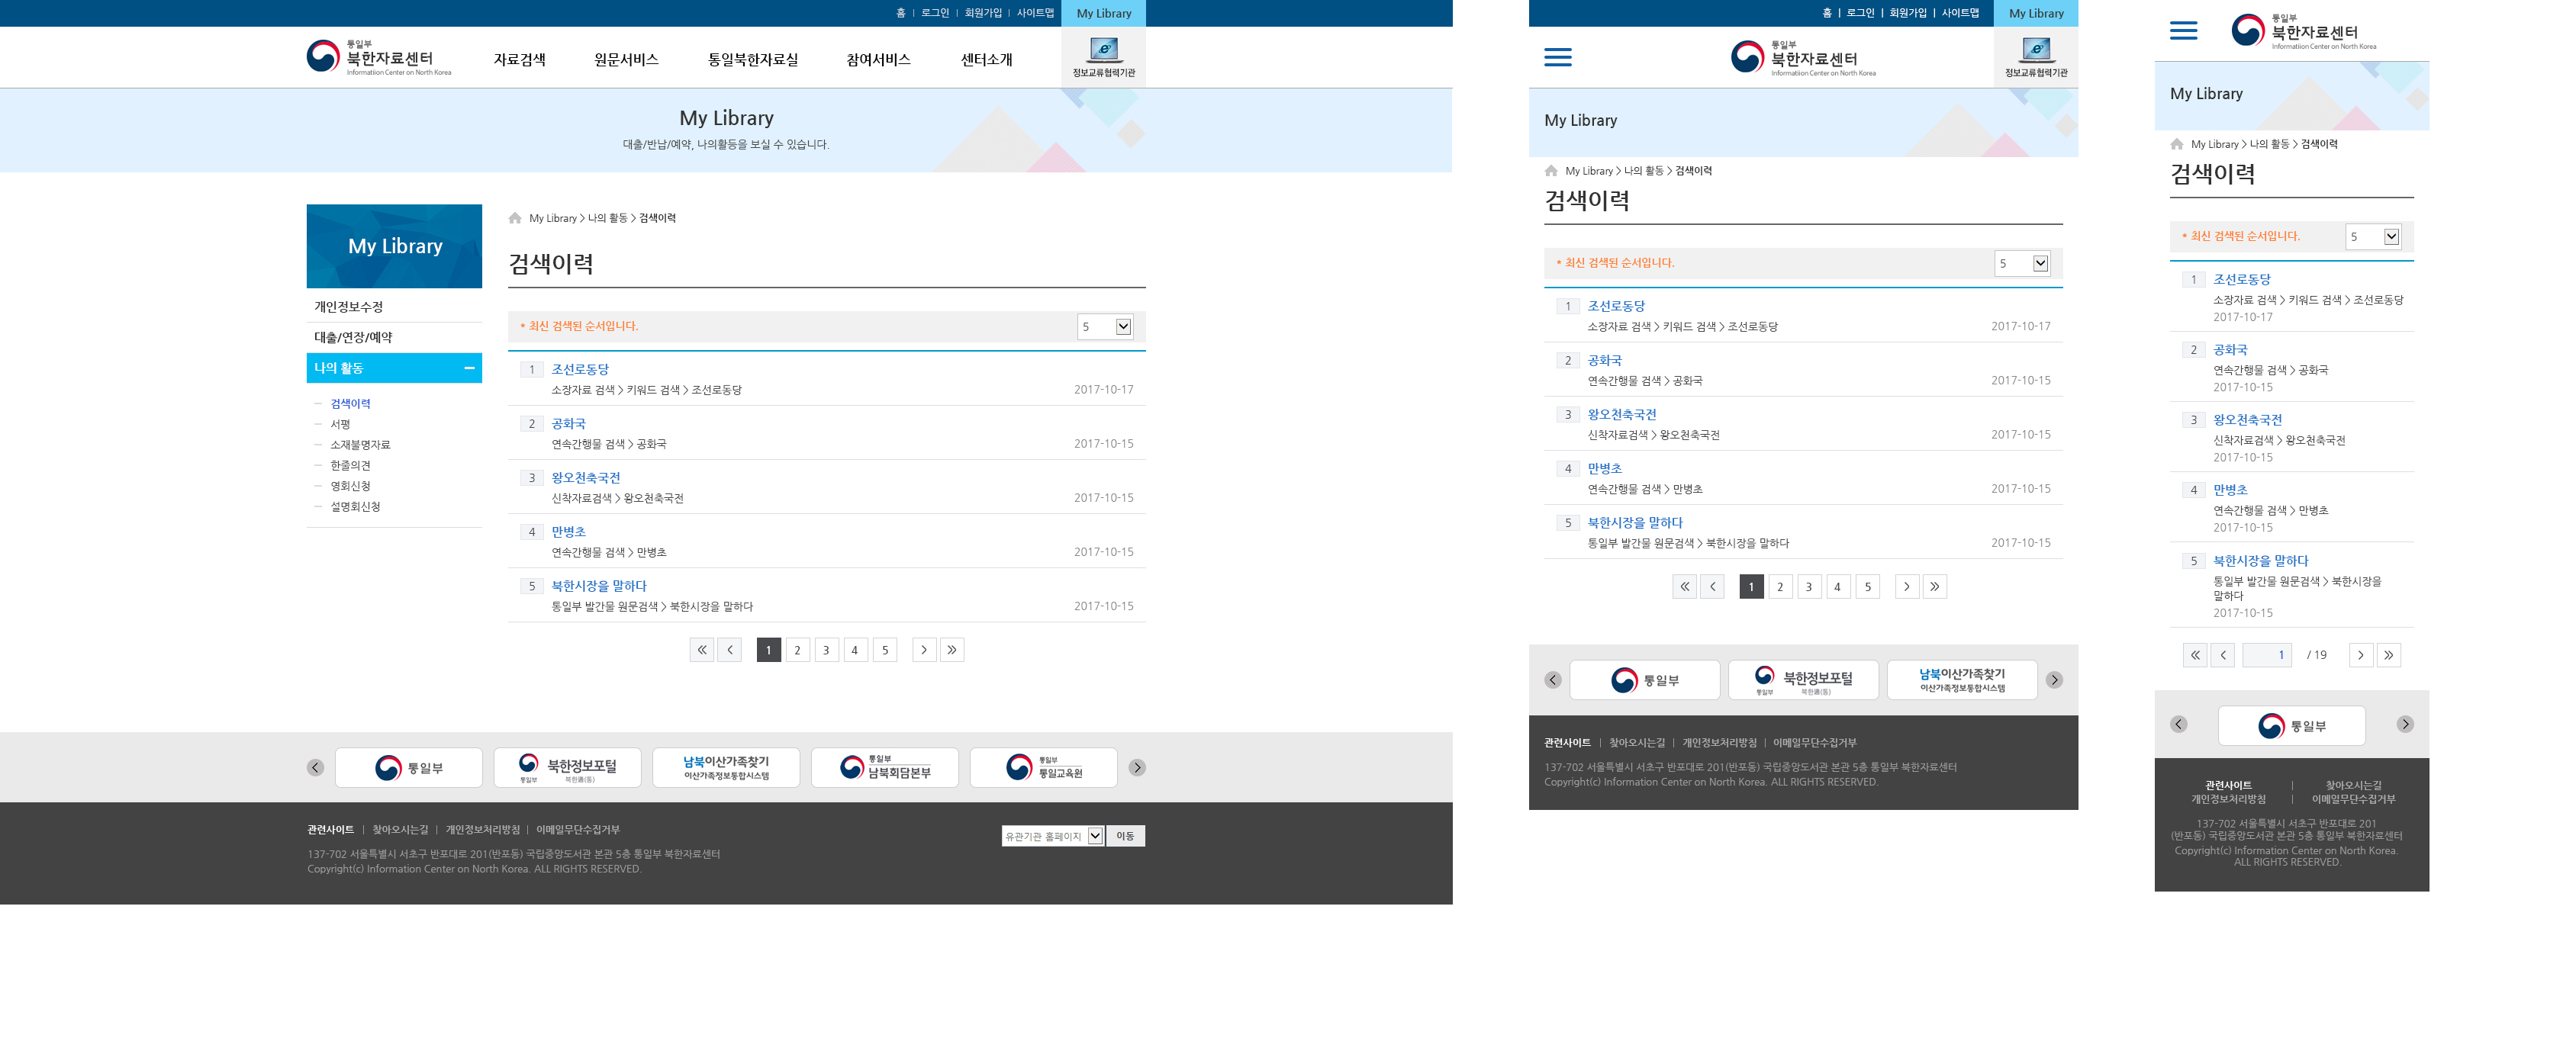 홈 | 로그인 | 회원가입 | 사이트맵 My Library
통일부
북한자료센터
Informatiion Center on North Korea
자료검색 원문서비스 통일북한자료실 참여서비스 센터소개
정보교류협력기관
My Library
대출/반납/예약, 나의활동을 보실 수 있습니다.
My Library
개인정보수정
대출/연장/예약
나의 활동
검색이력
서평
소재불명자료
한줄의견
영회신청
설명회신청
My Library > 나의 활동 > 검색이력
검색이력
* 최신 검색된 순서입니다. 5
1 조선로동당
소장자료 검색 > 키워드 검색 > 조선로동당 2017-10-17
2 공화국
연속간행물 검색 > 공화국 2017-10-15
3 왕오천축국전
신착자료검색 > 왕오천축국전 2017-10-15
4 만병초
연속간행물 검색 > 만병초 2017-10-15
5 북한시장을 말하다
통일부 발간물 원문검색 > 북한시장을 말하다 2017-10-15
1 2 3 4 5
통일부
북한정보포털
통일부 북한통(통)
남북이산가족찾기
이산가족정보통합시스템
통일부
남북회담본부
통일부
통일교육원
관련사이트 | 찾아오시는길 | 개인정보처리방침 | 이메일무단수집거부
유관기관 홈페이지 이동
137-702 서울특별시 서초구 반포대로 201(반포동) 국립중앙도서관 본관 5층 통일부 북한자료센터
Copyright(c) Information Center on North Korea. ALL RIGHTS RESERVED.
홈 | 로그인 | 회원가입 | 사이트맵 My Library
통일부
북한자료센터
Informatiion Center on North Korea
정보교류협력기관
My Library
My Library > 나의 활동 > 검색이력
검색이력
* 최신 검색된 순서입니다. 5
1 조선로동당
소장자료 검색 > 키워드 검색 > 조선로동당 2017-10-17
2 공화국
연속간행물 검색 > 공화국 2017-10-15
3 왕오천축국전
신착자료검색 > 왕오천축국전 2017-10-15
4 만병초
연속간행물 검색 > 만병초 2017-10-15
5 북한시장을 말하다
통일부 발간물 원문검색 > 북한시장을 말하다 2017-10-15
1 2 3 4 5
통일부
북한정보포털
통일부
남북이산가족찾기
이산가족정보통합시스템
관련사이트 | 찾아오시는길 | 개인정보처리방침 | 이메일무단수집거부
137-702 서울특별시 서초구 반포대로 201(반포동) 국립중앙도서관 본관 5층 통일부 북한자료센터
Copyright(c) Information Center on North Korea. ALL RIGHTS RESERVED.
통일부
북한자료센터
Informatiion Center on North Korea
My Library
My Library > 나의 활동 > 검색이력
검색이력
* 최신 검색된 순서입니다. 5
1 조선로동당
소장자료 검색 > 키워드 검색 > 조선로동당
2017-10-17
2 공화국
연속간행물 검색 > 공화국
2017-10-15
3 왕오천축국전
신착자료검색 > 왕오천축국전
2017-10-15
4 만병초
연속간행물 검색 > 만병초
2017-10-15
5 북한시장을 말하다
통일부 발간물 원문검색 > 북한시장을
말하다
2017-10-15
1 / 19
통일부
관련사이트 | 찾아오시는길
개인정보처리방침 | 이메일무단수집거부
137-702 서울특별시 서초구 반포대로 201
(반포동) 국립중앙도서관 본관 5층 통일부 북한자료센터
Copyright(c) Information Center on North Korea.
ALL RIGHTS RESERVED.